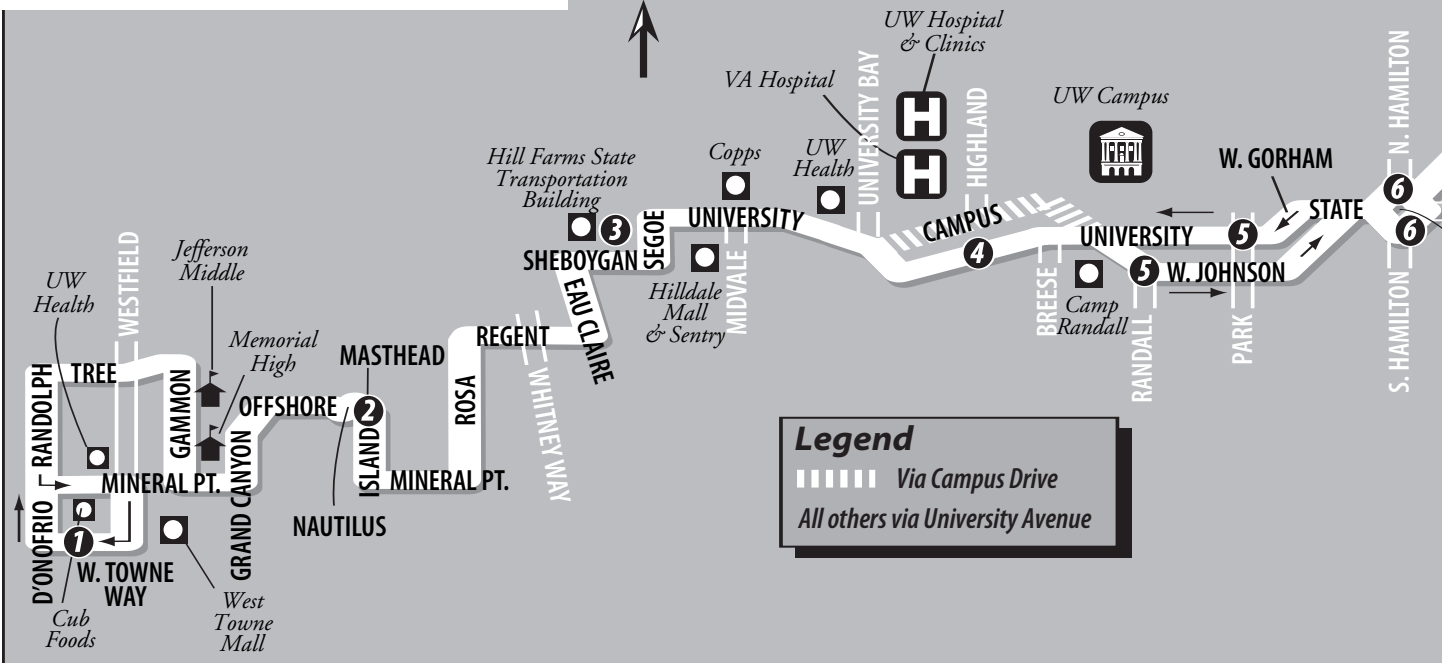 UW Hospital
& Clinics
VA Hospital
UNIVERSITY BAY
H
H
HIGHLAND
UW Campus
N. HAMILTON
W. GORHAM
Hill Farms State
Transportation
Building
Copps
UW
Health
6
STATE
6
3
SEGOE
UNIVERSITY
CAMPUS
4
UNIVERSITY
5
5
W. JOHNSON
SHEBOYGAN
EAU CLAIRE
Hilldale
Mall
& Sentry
MIDVALE
BREESE
Camp
Randall
RANDALL
PARK
S. HAMILTON
Jefferson
Middle
UW
Health
WESTFIELD
Memorial
High
MASTHEAD
REGENT
WHITNEY WAY
RANDOLPH
TREE
GAMMON
OFFSHORE
2
ROSA
MINERAL PT.
GRAND CANYON
ISLAND
MINERAL PT.
NAUTILUS
D'ONOFRIO
1
W. TOWNE
WAY
Cub
Foods
West
Towne
Mall
Legend
Via Campus Drive
All others via University Avenue